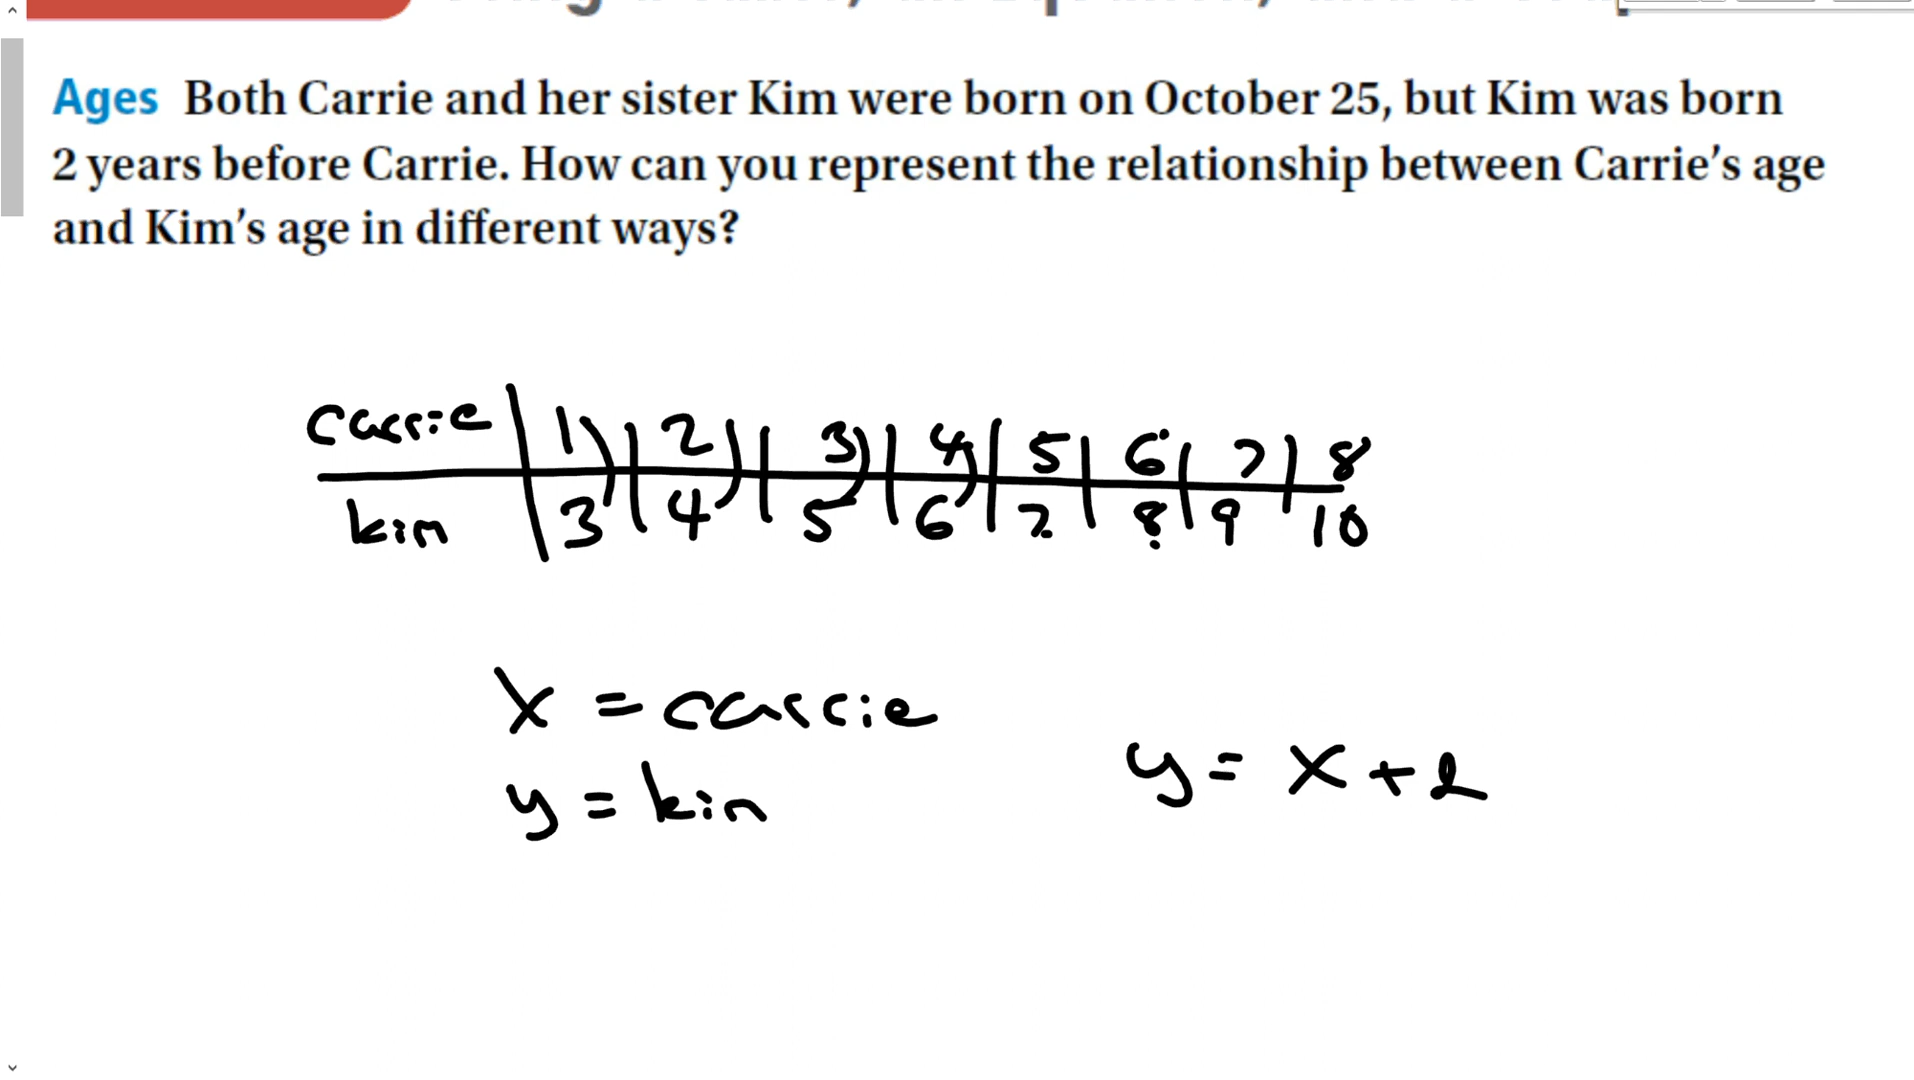 Ages Both Carrie and her sister Kim were born on October 25, but Kim was born
2 years before Carrie. How can you represent the relationship between Carrie's age
and Kim's age in different ways?
carrie | 1 | 2 | 3 | 4 | 5 | 6 | 7 | 8
kim | 3 | 4 | 5 | 6 | 7 | 8 | 9 | 10
x = carrie
y = kim
y = x + 2